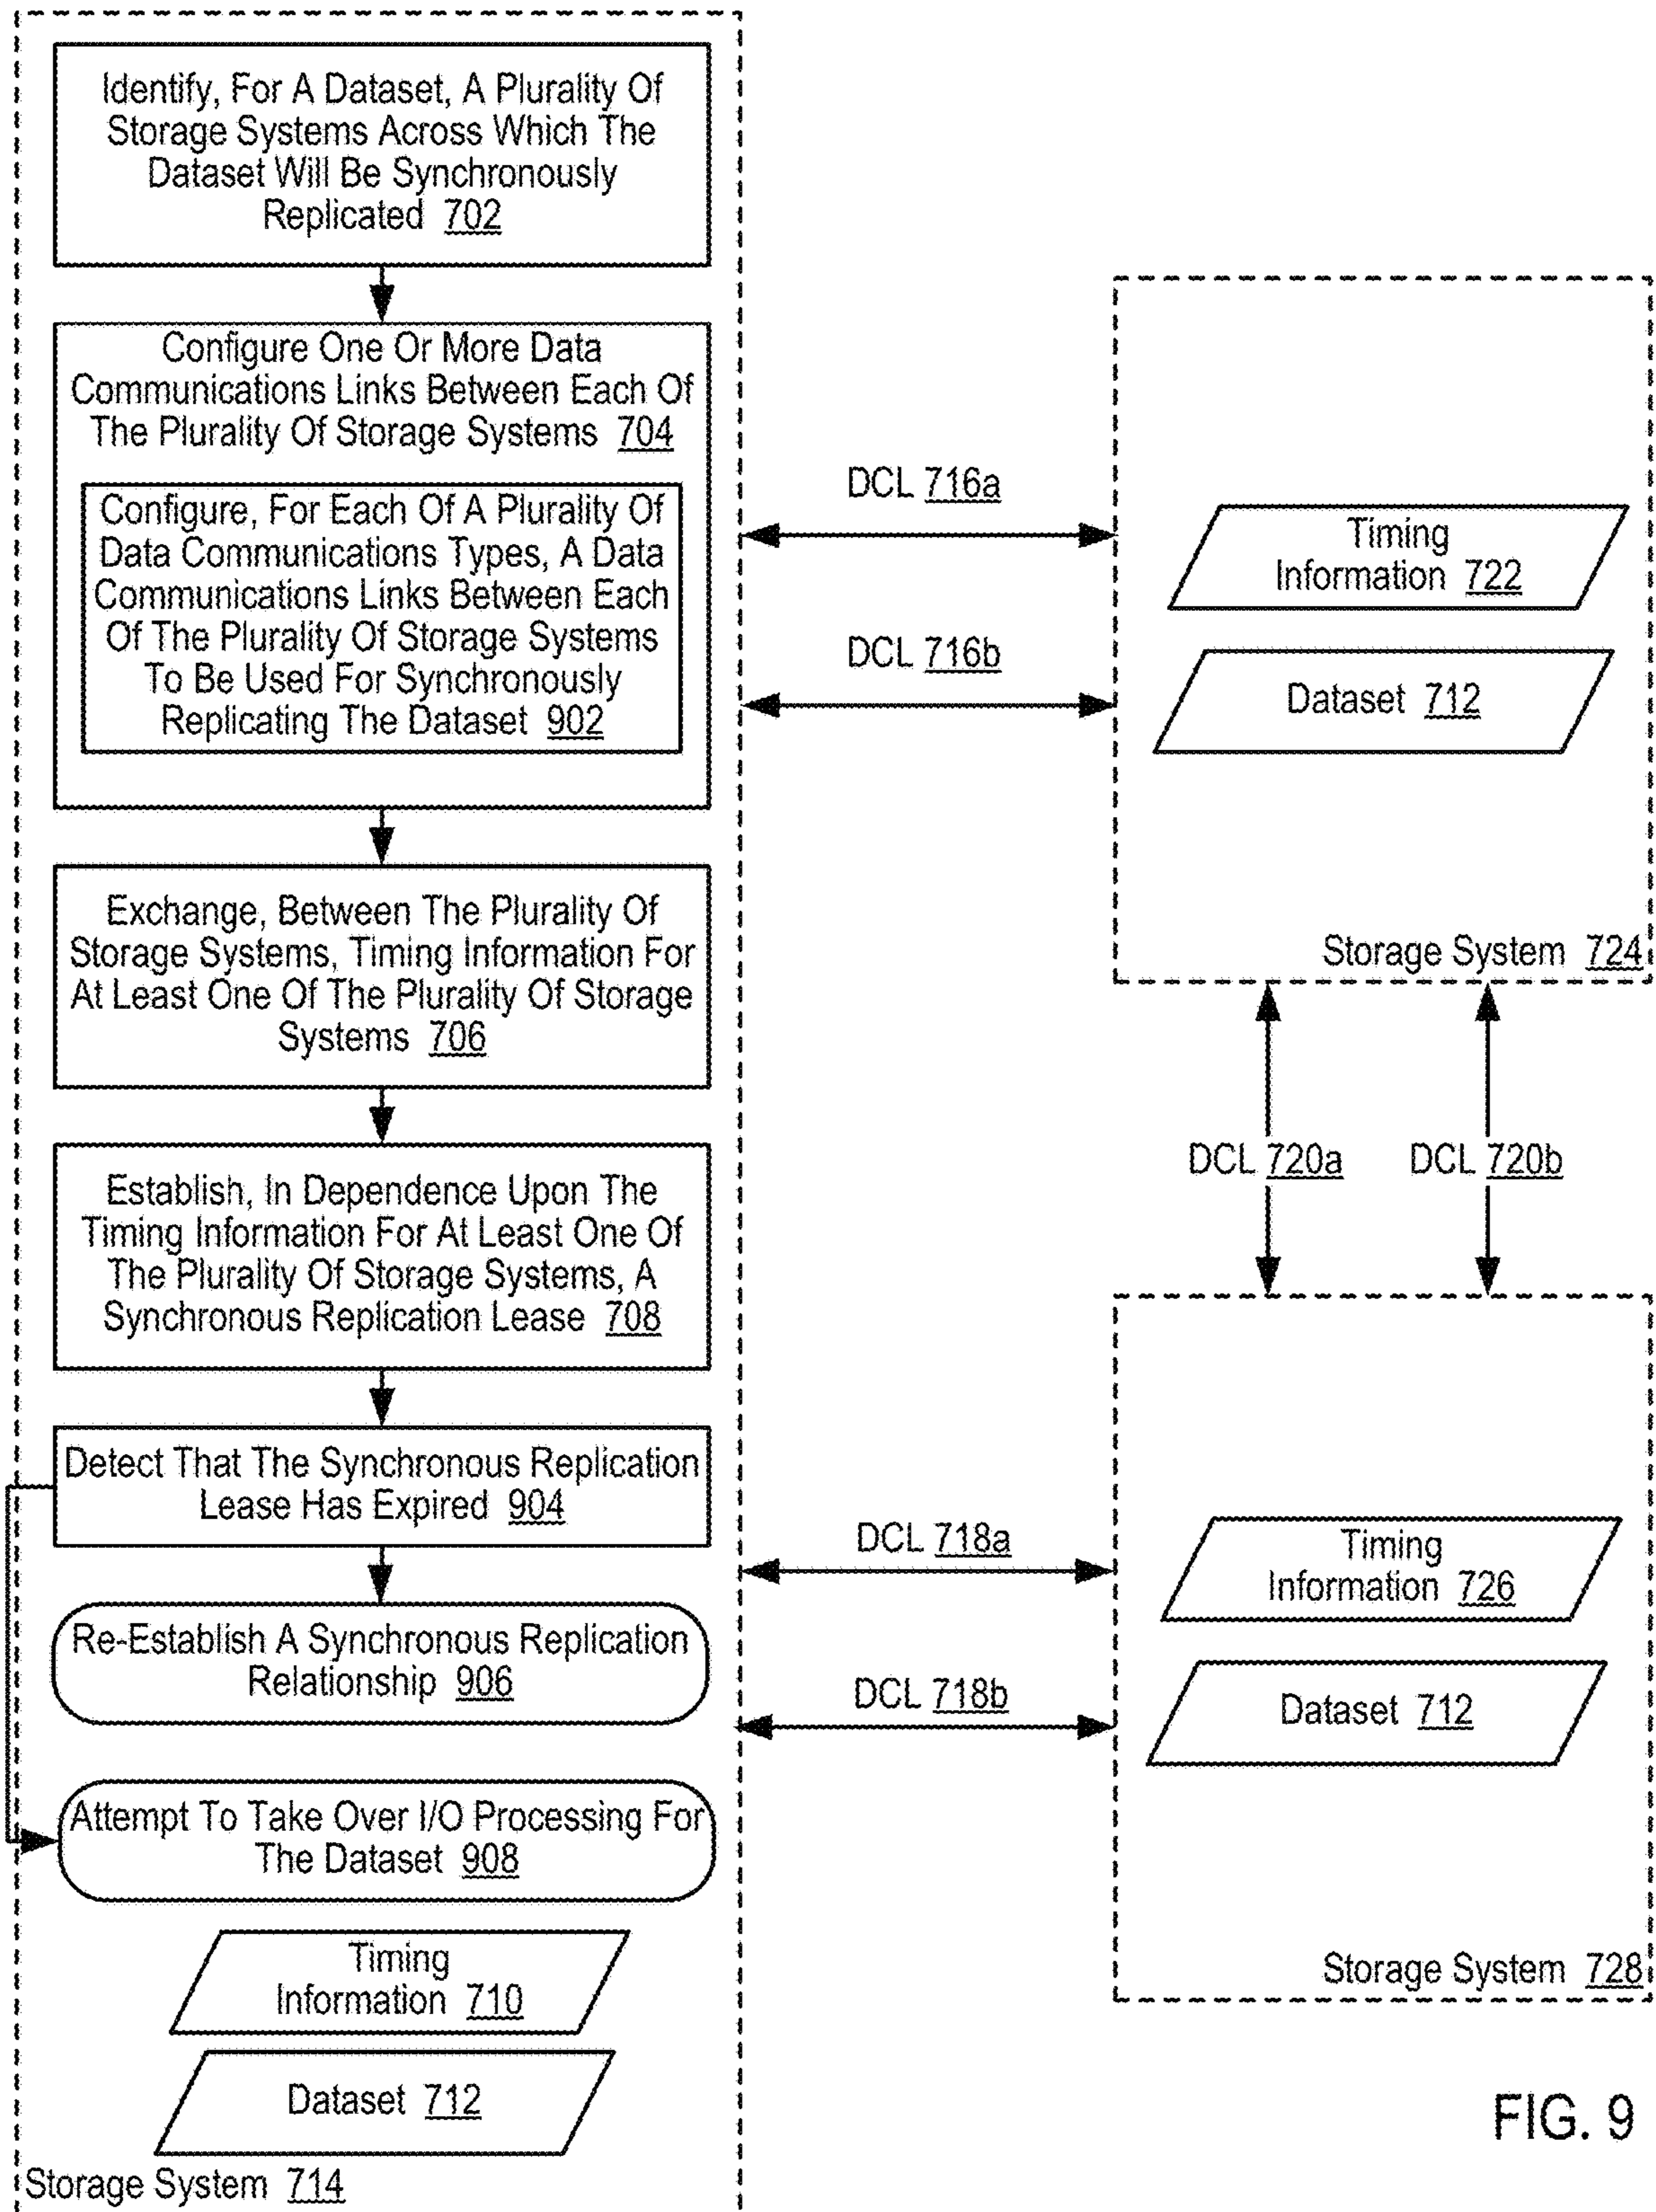 Identify, For A Dataset, A Plurality Of
Storage Systems Across Which The
Dataset Will Be Synchronously
Replicated 702
Configure One Or More Data
Communications Links Between Each Of
The Plurality Of Storage Systems 704
Configure, For Each Of A Plurality Of
Data Communications Types, A Data
Communications Links Between Each
Of The Plurality Of Storage Systems
To Be Used For Synchronously
Replicating The Dataset 902
Exchange, Between The Plurality Of
Storage Systems, Timing Information For
At Least One Of The Plurality Of Storage
Systems 706
Establish, In Dependence Upon The
Timing Information For At Least One Of
The Plurality Of Storage Systems, A
Synchronous Replication Lease 708
Detect That The Synchronous Replication
Lease Has Expired 904
Re-Establish A Synchronous Replication
Relationship 906
Attempt To Take Over I/O Processing For
The Dataset 908
Timing
Information 710
Dataset 712
Storage System 714
DCL 716a
DCL 716b
Timing
Information 722
Dataset 712
Storage System 724
DCL 720a
DCL 720b
DCL 718a
DCL 718b
Timing
Information 726
Dataset 712
Storage System 728
FIG. 9